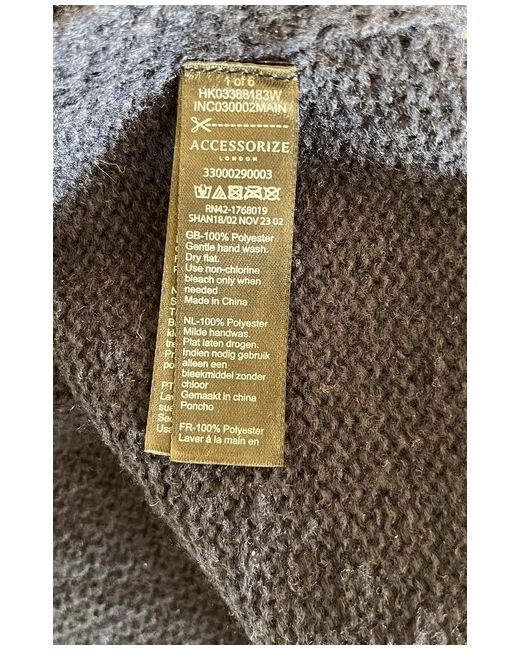 1 of 6
HK03388183W
INC030002MAIN
ACCESSORIZE
LONDON
33000290003
RN42-1768019
SHAN18/02 NOV 23 02
GB-100% Polyester
Gentle hand wash.
Dry flat.
Use non-chlorine
bleach only when
needed
Made in China
NL-100% Polyester
Milde handwas.
Plat laten drogen.
Indien nodig gebruik
alleen een
bleekmiddel zonder
chloor
Gemaakt in china
Poncho
FR-100% Polyester
Laver à la main en